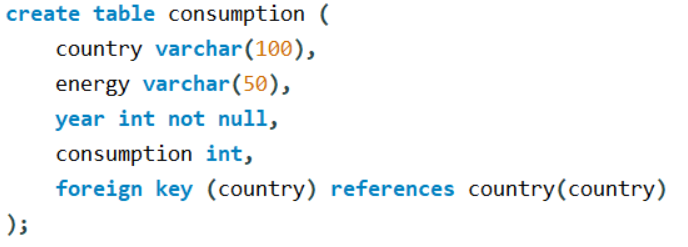 create table consumption (
country varchar(100),
energy varchar(50),
year int not null,
consumption int,
foreign key (country) references country(country)
);